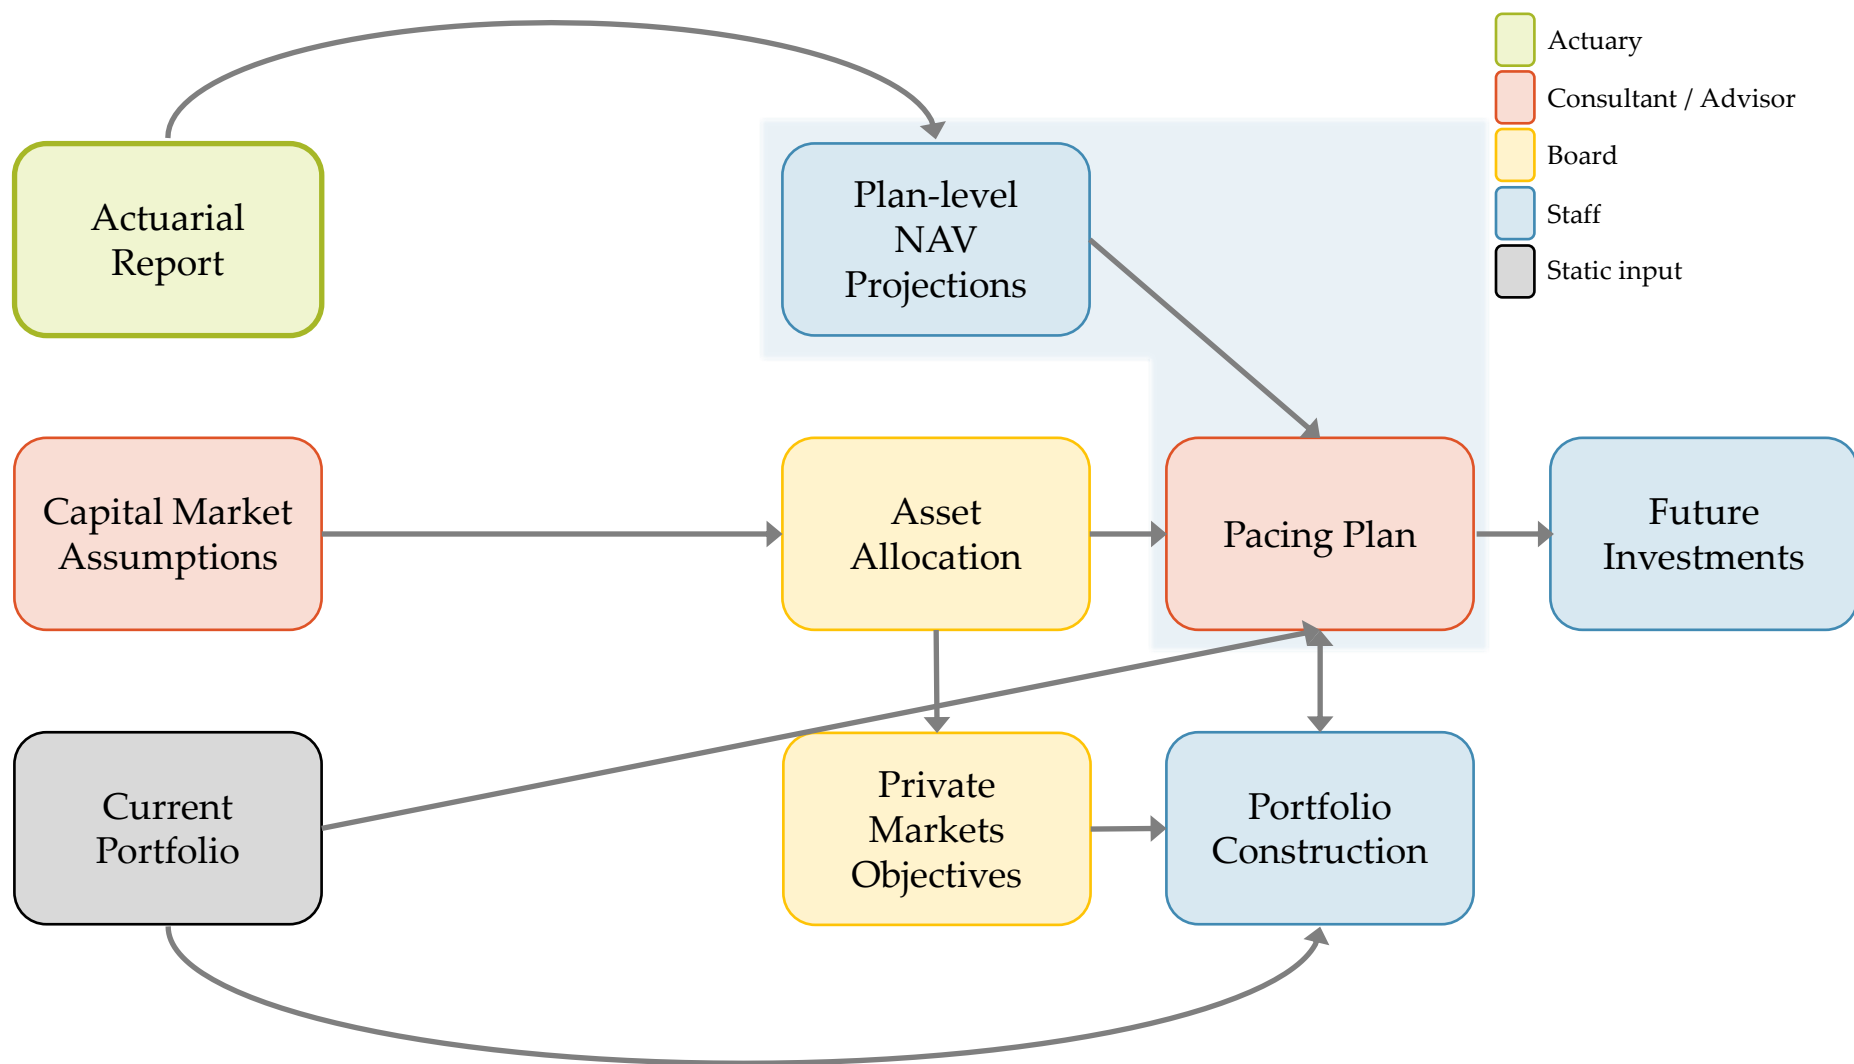 Actuary
Consultant / Advisor
Board
Staff
Static input
Actuarial
Report
Plan-level
NAV
Projections
Capital Market
Assumptions
Asset
Allocation
Pacing Plan
Future
Investments
Current
Portfolio
Private
Markets
Objectives
Portfolio
Construction